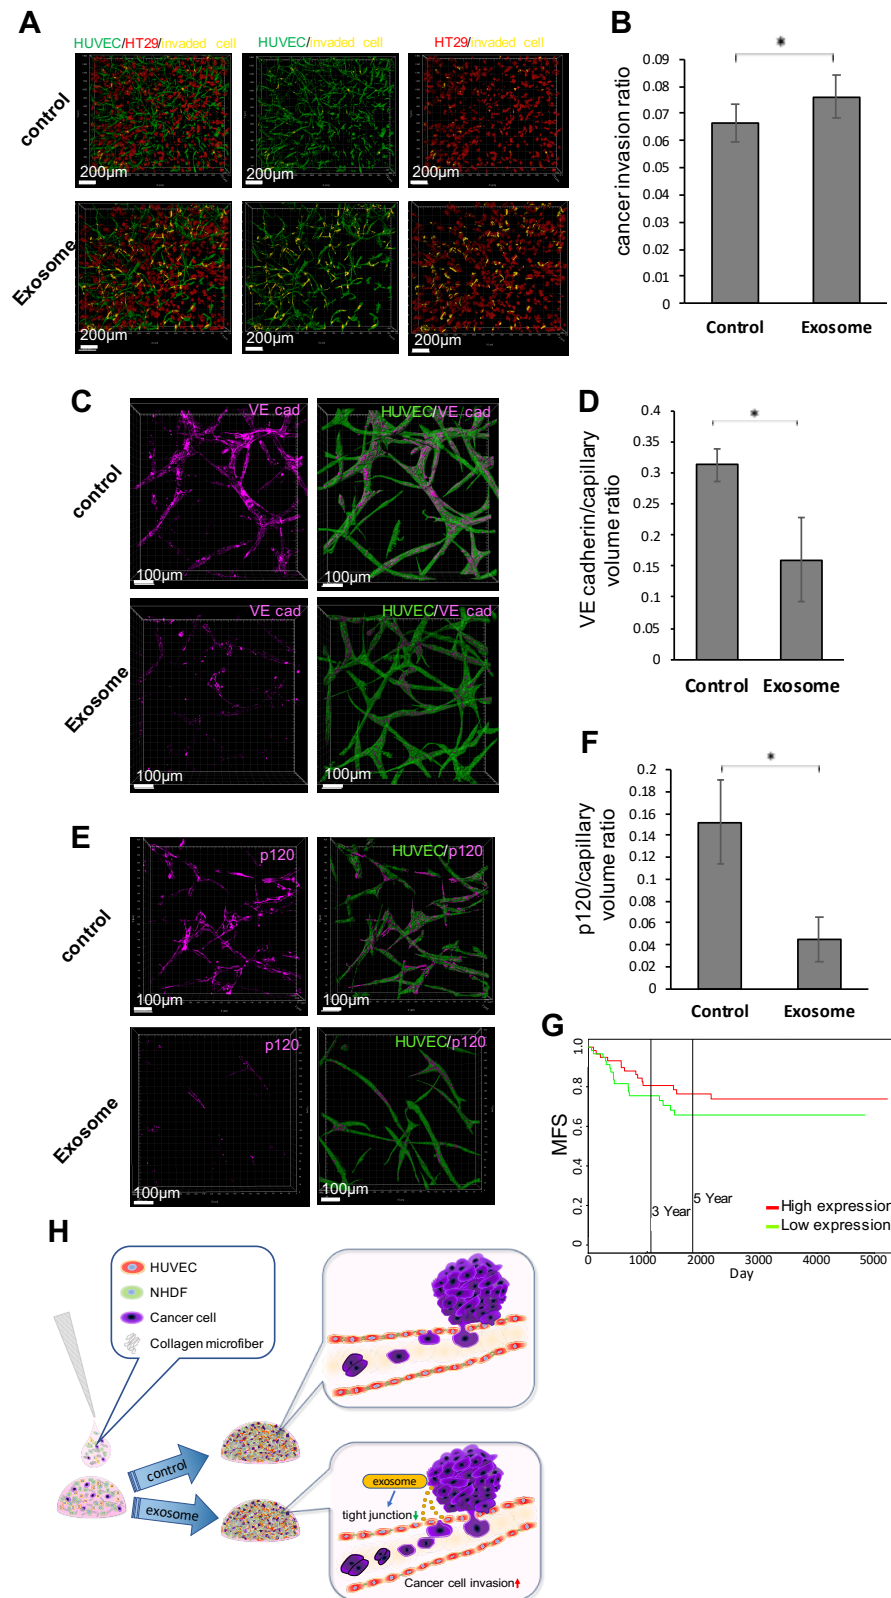 A
HUVEC/HT29/invaded cell
HUVEC/invaded cell
HT29/invaded cell
control
200µm
200µm
200µm
Exosome
200µm
200µm
200µm
B
cancer invasion ratio
0.09
0.08
0.07
0.06
0.05
0.04
0.03
0.02
0.01
0
*
Control
Exosome
C
VE cad
HUVEC/VE cad
control
100µm
100µm
VE cad
HUVEC/VE cad
Exosome
100µm
100µm
D
VE cadherin/capillary
volume ratio
0.4
0.35
0.3
0.25
0.2
0.15
0.1
0.05
0
*
Control
Exosome
E
p120
HUVEC/p120
control
100µm
100µm
p120
HUVEC/p120
Exosome
100µm
100µm
F
p120/capillary
volume ratio
0.2
0.18
0.16
0.14
0.12
0.1
0.08
0.06
0.04
0.02
0
*
Control
Exosome
G
MFS
1.0
0.8
0.6
0.4
0.2
0
3 Year
5 Year
High expression
Low expression
0
1000
2000
3000
4000
5000
Day
H
HUVEC
NHDF
Cancer cell
Collagen microfiber
control
exosome
exosome
tight junction
Cancer cell invasion